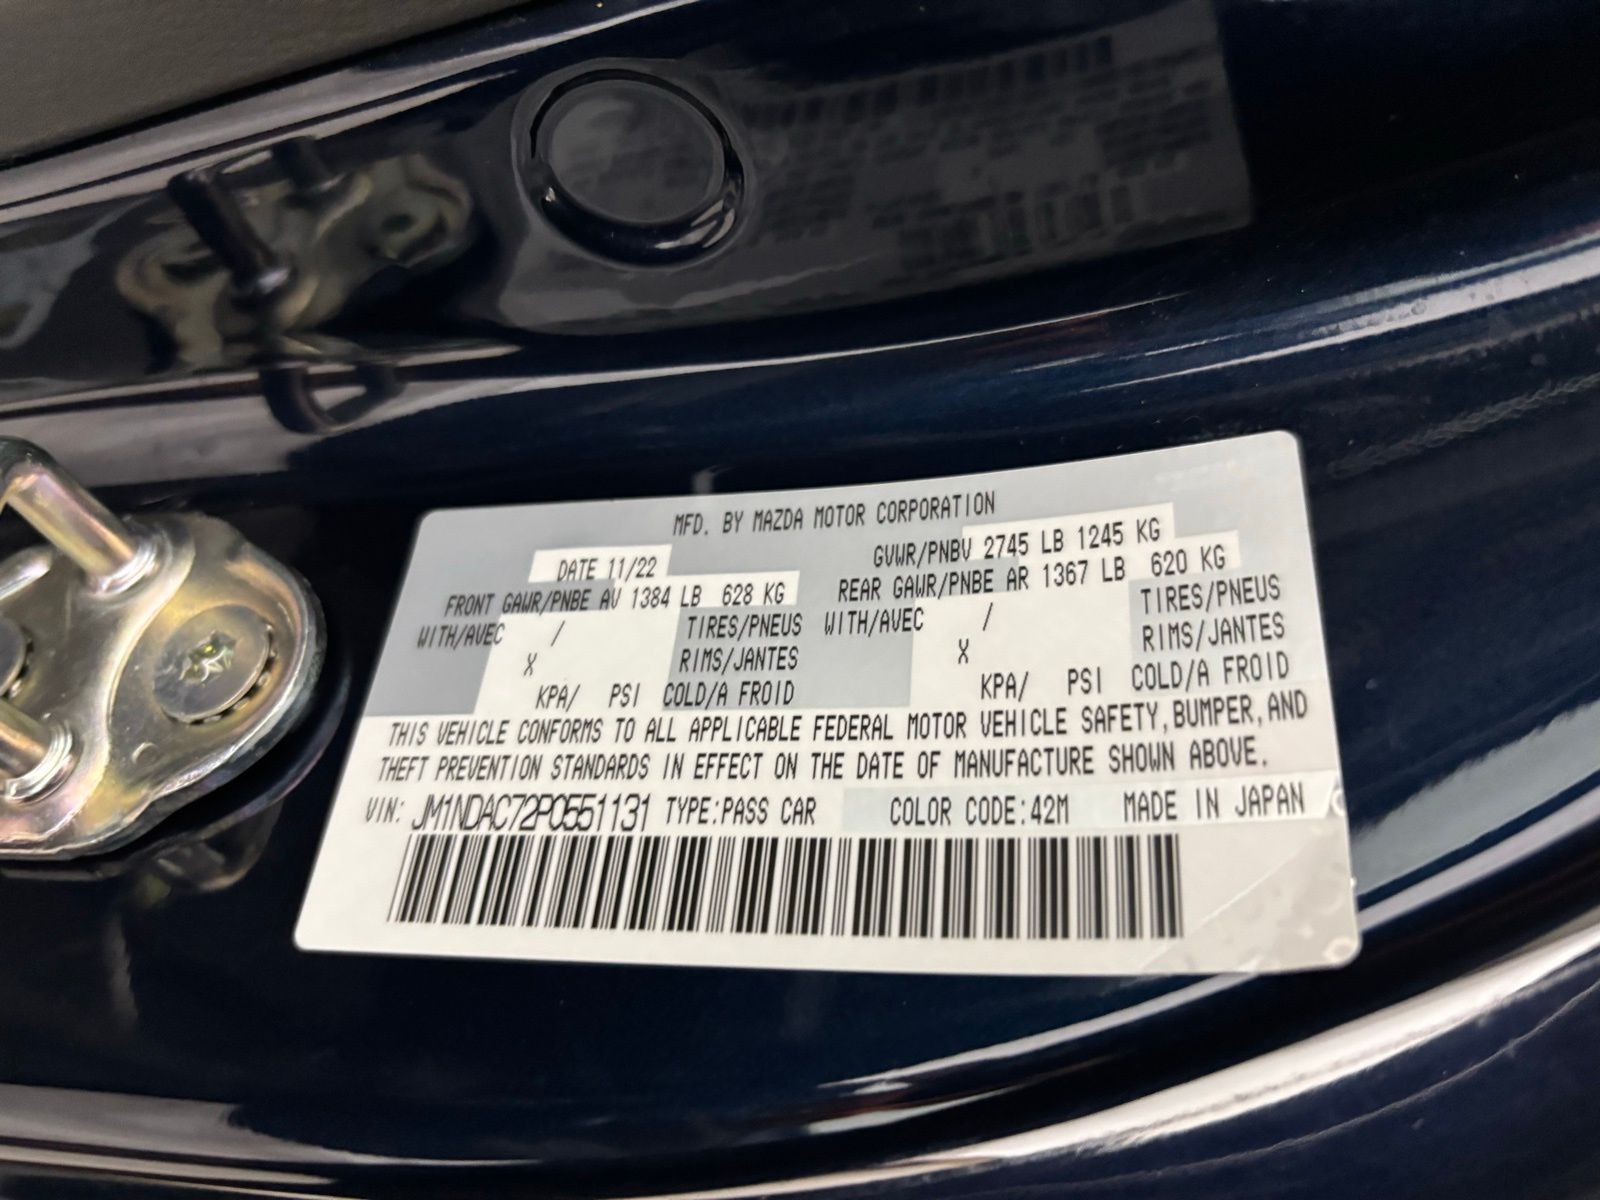 MFD. BY MAZDA MOTOR CORPORATION
DATE 11/22 GVWR/PNBV 2745 LB 1245 KG
FRONT GAWR/PNBE AV 1384 LB 628 KG REAR GAWR/PNBE AR 1367 LB 620 KG
WITH/AVEC / TIRES/PNEUS WITH/AVEC / TIRES/PNEUS
X RIMS/JANTES X RIMS/JANTES
KPA/ PSI COLD/A FROID KPA/ PSI COLD/A FROID
THIS VEHICLE CONFORMS TO ALL APPLICABLE FEDERAL MOTOR VEHICLE SAFETY, BUMPER, AND
THEFT PREVENTION STANDARDS IN EFFECT ON THE DATE OF MANUFACTURE SHOWN ABOVE.
VIN: JM1NDAC72P0551131 TYPE:PASS CAR COLOR CODE:42M MADE IN JAPAN